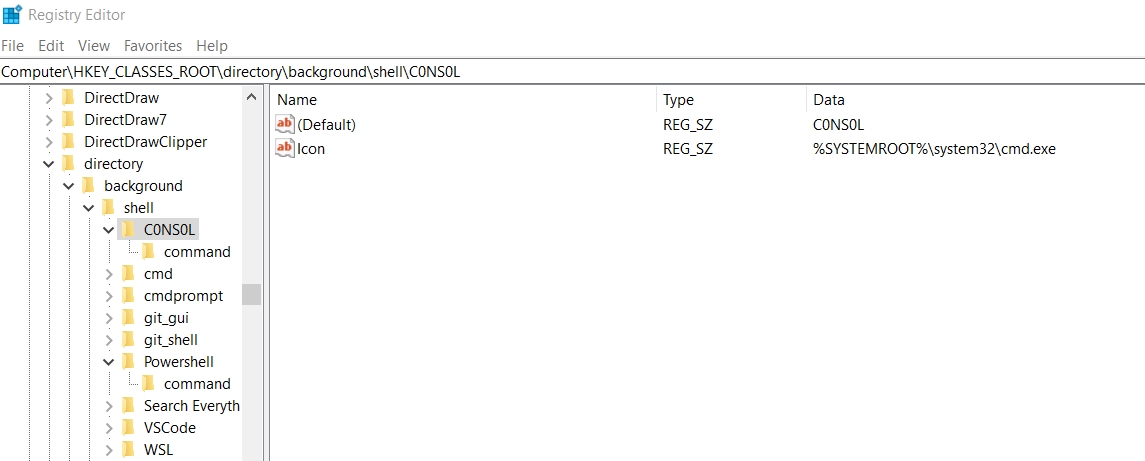 Registry Editor
File Edit View Favorites Help
Computer\HKEY_CLASSES_ROOT\directory\background\shell\C0NS0L
DirectDraw
DirectDraw7
DirectDrawClipper
directory
background
shell
C0NS0L
command
cmd
cmdprompt
git_gui
git_shell
Powershell
command
Search Everyth
VSCode
WSL
Name Type Data
ab (Default) REG_SZ C0NS0L
ab Icon REG_SZ %SYSTEMROOT%\system32\cmd.exe